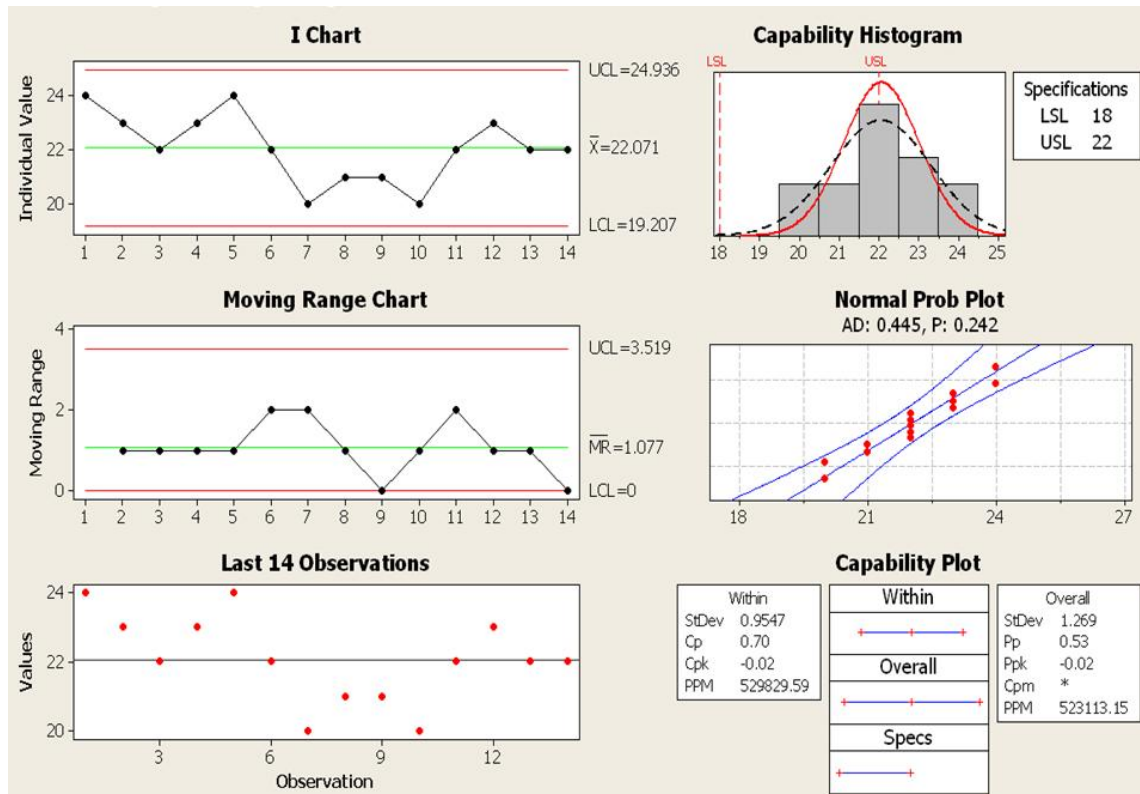 I Chart
Individual Value
24
22
20
UCL=24.936
X=22.071
LCL=19.207
1 2 3 4 5 6 7 8 9 10 11 12 13 14
Capability Histogram
LSL USL
18 19 20 21 22 23 24 25
Specifications
LSL 18
USL 22
Moving Range Chart
Moving Range
4
2
0
UCL=3.519
MR=1.077
LCL=0
1 2 3 4 5 6 7 8 9 10 11 12 13 14
Normal Prob Plot
AD: 0.445, P: 0.242
18 21 24 27
Last 14 Observations
Values
24
22
20
3 6 9 12
Observation
Capability Plot
Within
StDev 0.9547
Cp 0.70
Cpk -0.02
PPM 529829.59
Within
Overall
Specs
Overall
StDev 1.269
Pp 0.53
Ppk -0.02
Cpm *
PPM 523113.15